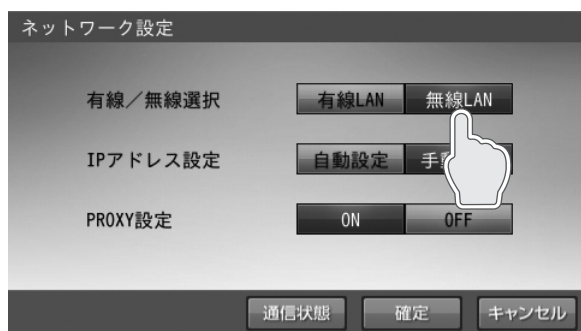 ネットワーク設定
有線／無線選択 有線LAN 無線LAN
IPアドレス設定 自動設定 手
PROXY設定 ON OFF
通信状態 確定 キャンセル